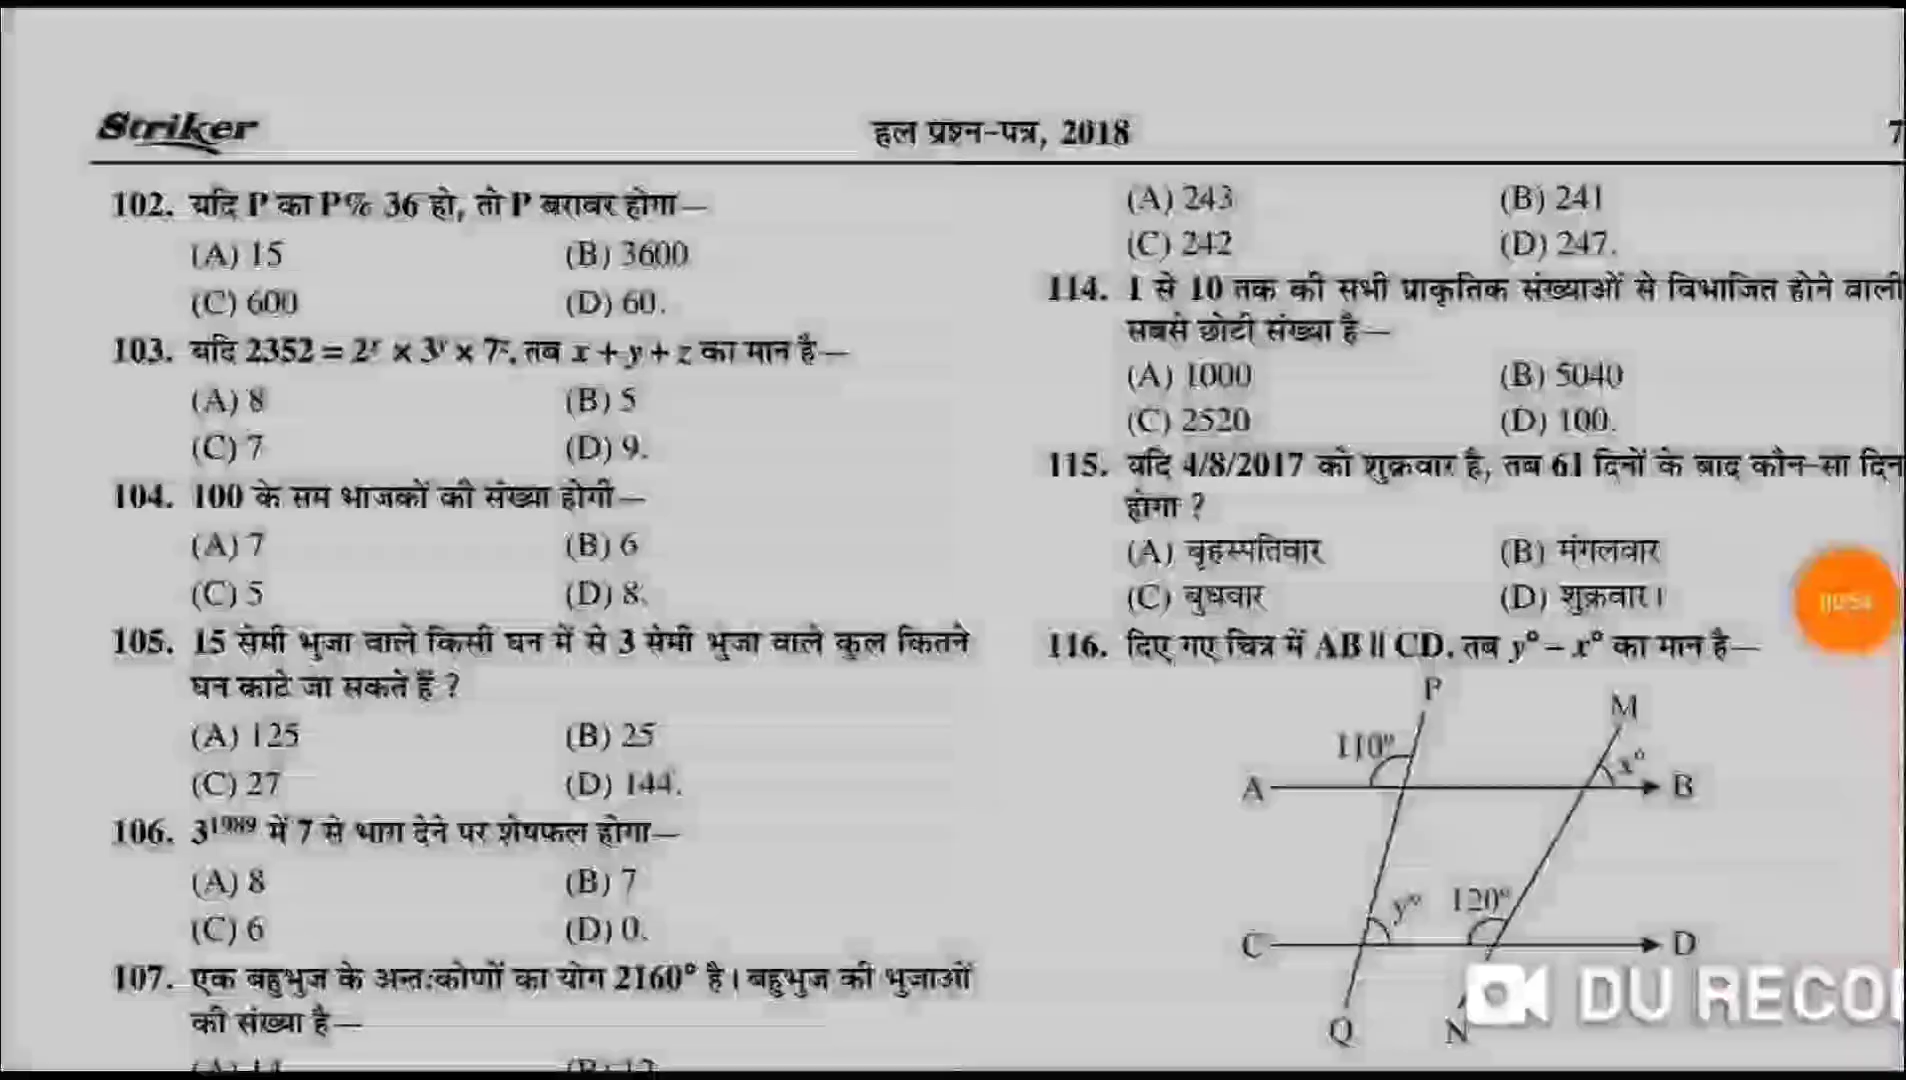 Striker
हल प्रश्न-पत्र, 2018
7
102. यदि P का P% 36 हो, तो P बराबर होगा—
(A) 15 (B) 3600
(C) 600 (D) 60.
103. यदि 2352 = 2ˣ × 3ʸ × 7ᶻ, तब x + y + z का मान है—
(A) 8 (B) 5
(C) 7 (D) 9.
104. 100 के सम भाजकों की संख्या होगी—
(A) 7 (B) 6
(C) 5 (D) 8.
105. 15 सेमी भुजा वाले किसी घन में से 3 सेमी भुजा वाले कुल कितने
घन काटे जा सकते हैं ?
(A) 125 (B) 25
(C) 27 (D) 144.
106. 3¹⁹⁸⁹ में 7 से भाग देने पर शेषफल होगा—
(A) 8 (B) 7
(C) 6 (D) 0.
107. एक बहुभुज के अन्त:कोणों का योग 2160° है। बहुभुज की भुजाओं
की संख्या है—
(A) 243 (B) 241
(C) 242 (D) 247.
114. 1 से 10 तक की सभी प्राकृतिक संख्याओं से विभाजित होने वाली
सबसे छोटी संख्या है—
(A) 1000 (B) 5040
(C) 2520 (D) 100.
115. यदि 4/8/2017 को शुक्रवार है, तब 61 दिनों के बाद कौन-सा दिन
होगा ?
(A) बृहस्पतिवार (B) मंगलवार
(C) बुधवार (D) शुक्रवार।
116. दिए गए चित्र में AB || CD. तब y° – x° का मान है—
P
M
110°
x°
A B
y° 120°
C D
Q N
DU RECO